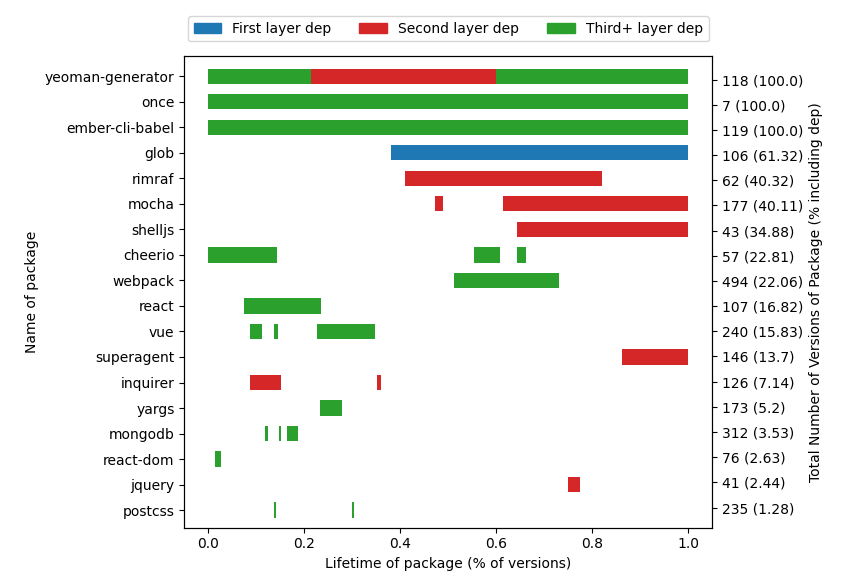 First layer dep Second layer dep Third+ layer dep
yeoman-generator 118 (100.0)
once 7 (100.0)
ember-cli-babel 119 (100.0)
glob 106 (61.32)
rimraf 62 (40.32)
mocha 177 (40.11)
shelljs 43 (34.88)
cheerio 57 (22.81)
webpack 494 (22.06)
react 107 (16.82)
vue 240 (15.83)
superagent 146 (13.7)
inquirer 126 (7.14)
yargs 173 (5.2)
mongodb 312 (3.53)
react-dom 76 (2.63)
jquery 41 (2.44)
postcss 235 (1.28)
Name of package
Total Number of Versions of Package (% including dep)
0.0 0.2 0.4 0.6 0.8 1.0
Lifetime of package (% of versions)